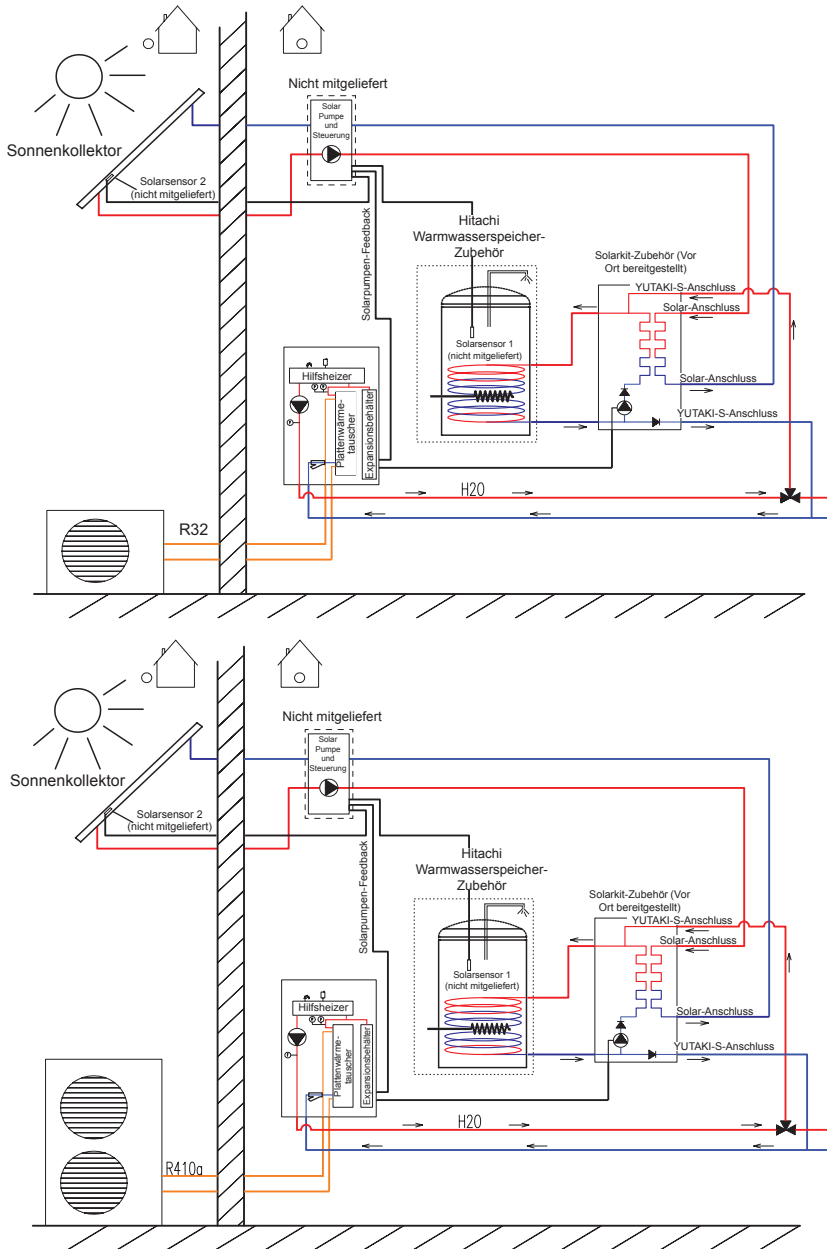 Nicht mitgeliefert
Solar
Pumpe
und
Steuerung
Sonnenkollektor
Solarsensor 2
(nicht mitgeliefert)
Solarpumpen-Feedback
Hitachi
Warmwasserspeicher-
Zubehör
Solarkit-Zubehör (Vor
Ort bereitgestellt)
YUTAKI-S-Anschluss
Solar-Anschluss
Solarsensor 1
(nicht mitgeliefert)
Hilfsheizer
Plattenwärme-
tauscher
Expansionsbehälter
Solar-Anschluss
YUTAKI-S-Anschluss
H2O
R32
Nicht mitgeliefert
Solar
Pumpe
und
Steuerung
Sonnenkollektor
Solarsensor 2
(nicht mitgeliefert)
Solarpumpen-Feedback
Hitachi
Warmwasserspeicher-
Zubehör
Solarkit-Zubehör (Vor
Ort bereitgestellt)
YUTAKI-S-Anschluss
Solar-Anschluss
Solarsensor 1
(nicht mitgeliefert)
Hilfsheizer
Plattenwärme-
tauscher
Expansionsbehälter
Solar-Anschluss
YUTAKI-S-Anschluss
H2O
R410a